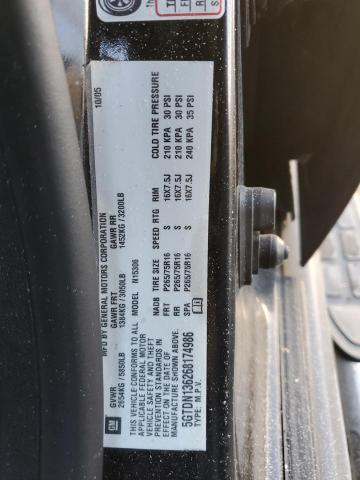 MFD BY GENERAL MOTORS CORPORATION
10/05
GVWR GAWR FRT GAWR RR
2654KG / 5850LB 1384KG / 3050LB 1452KG / 3200LB
GM
THIS VEHICLE CONFORMS TO ALL
APPLICABLE FEDERAL MOTOR
VEHICLE SAFETY AND THEFT
PREVENTION STANDARDS IN
EFFECT ON THE DATE OF
MANUFACTURE SHOWN ABOVE.
5GTDN136268174986
TYPE: M.P.V.
MODEL: N15306
NADB TIRE SIZE SPEED RTG RIM COLD TIRE PRESSURE
FRT P265/75R16 S 16X7.5J 210 KPA 30 PSI
RR P265/75R16 S 16X7.5J 210 KPA 30 PSI
SPA P265/75R16 S 16X7.5J 240 KPA 35 PSI